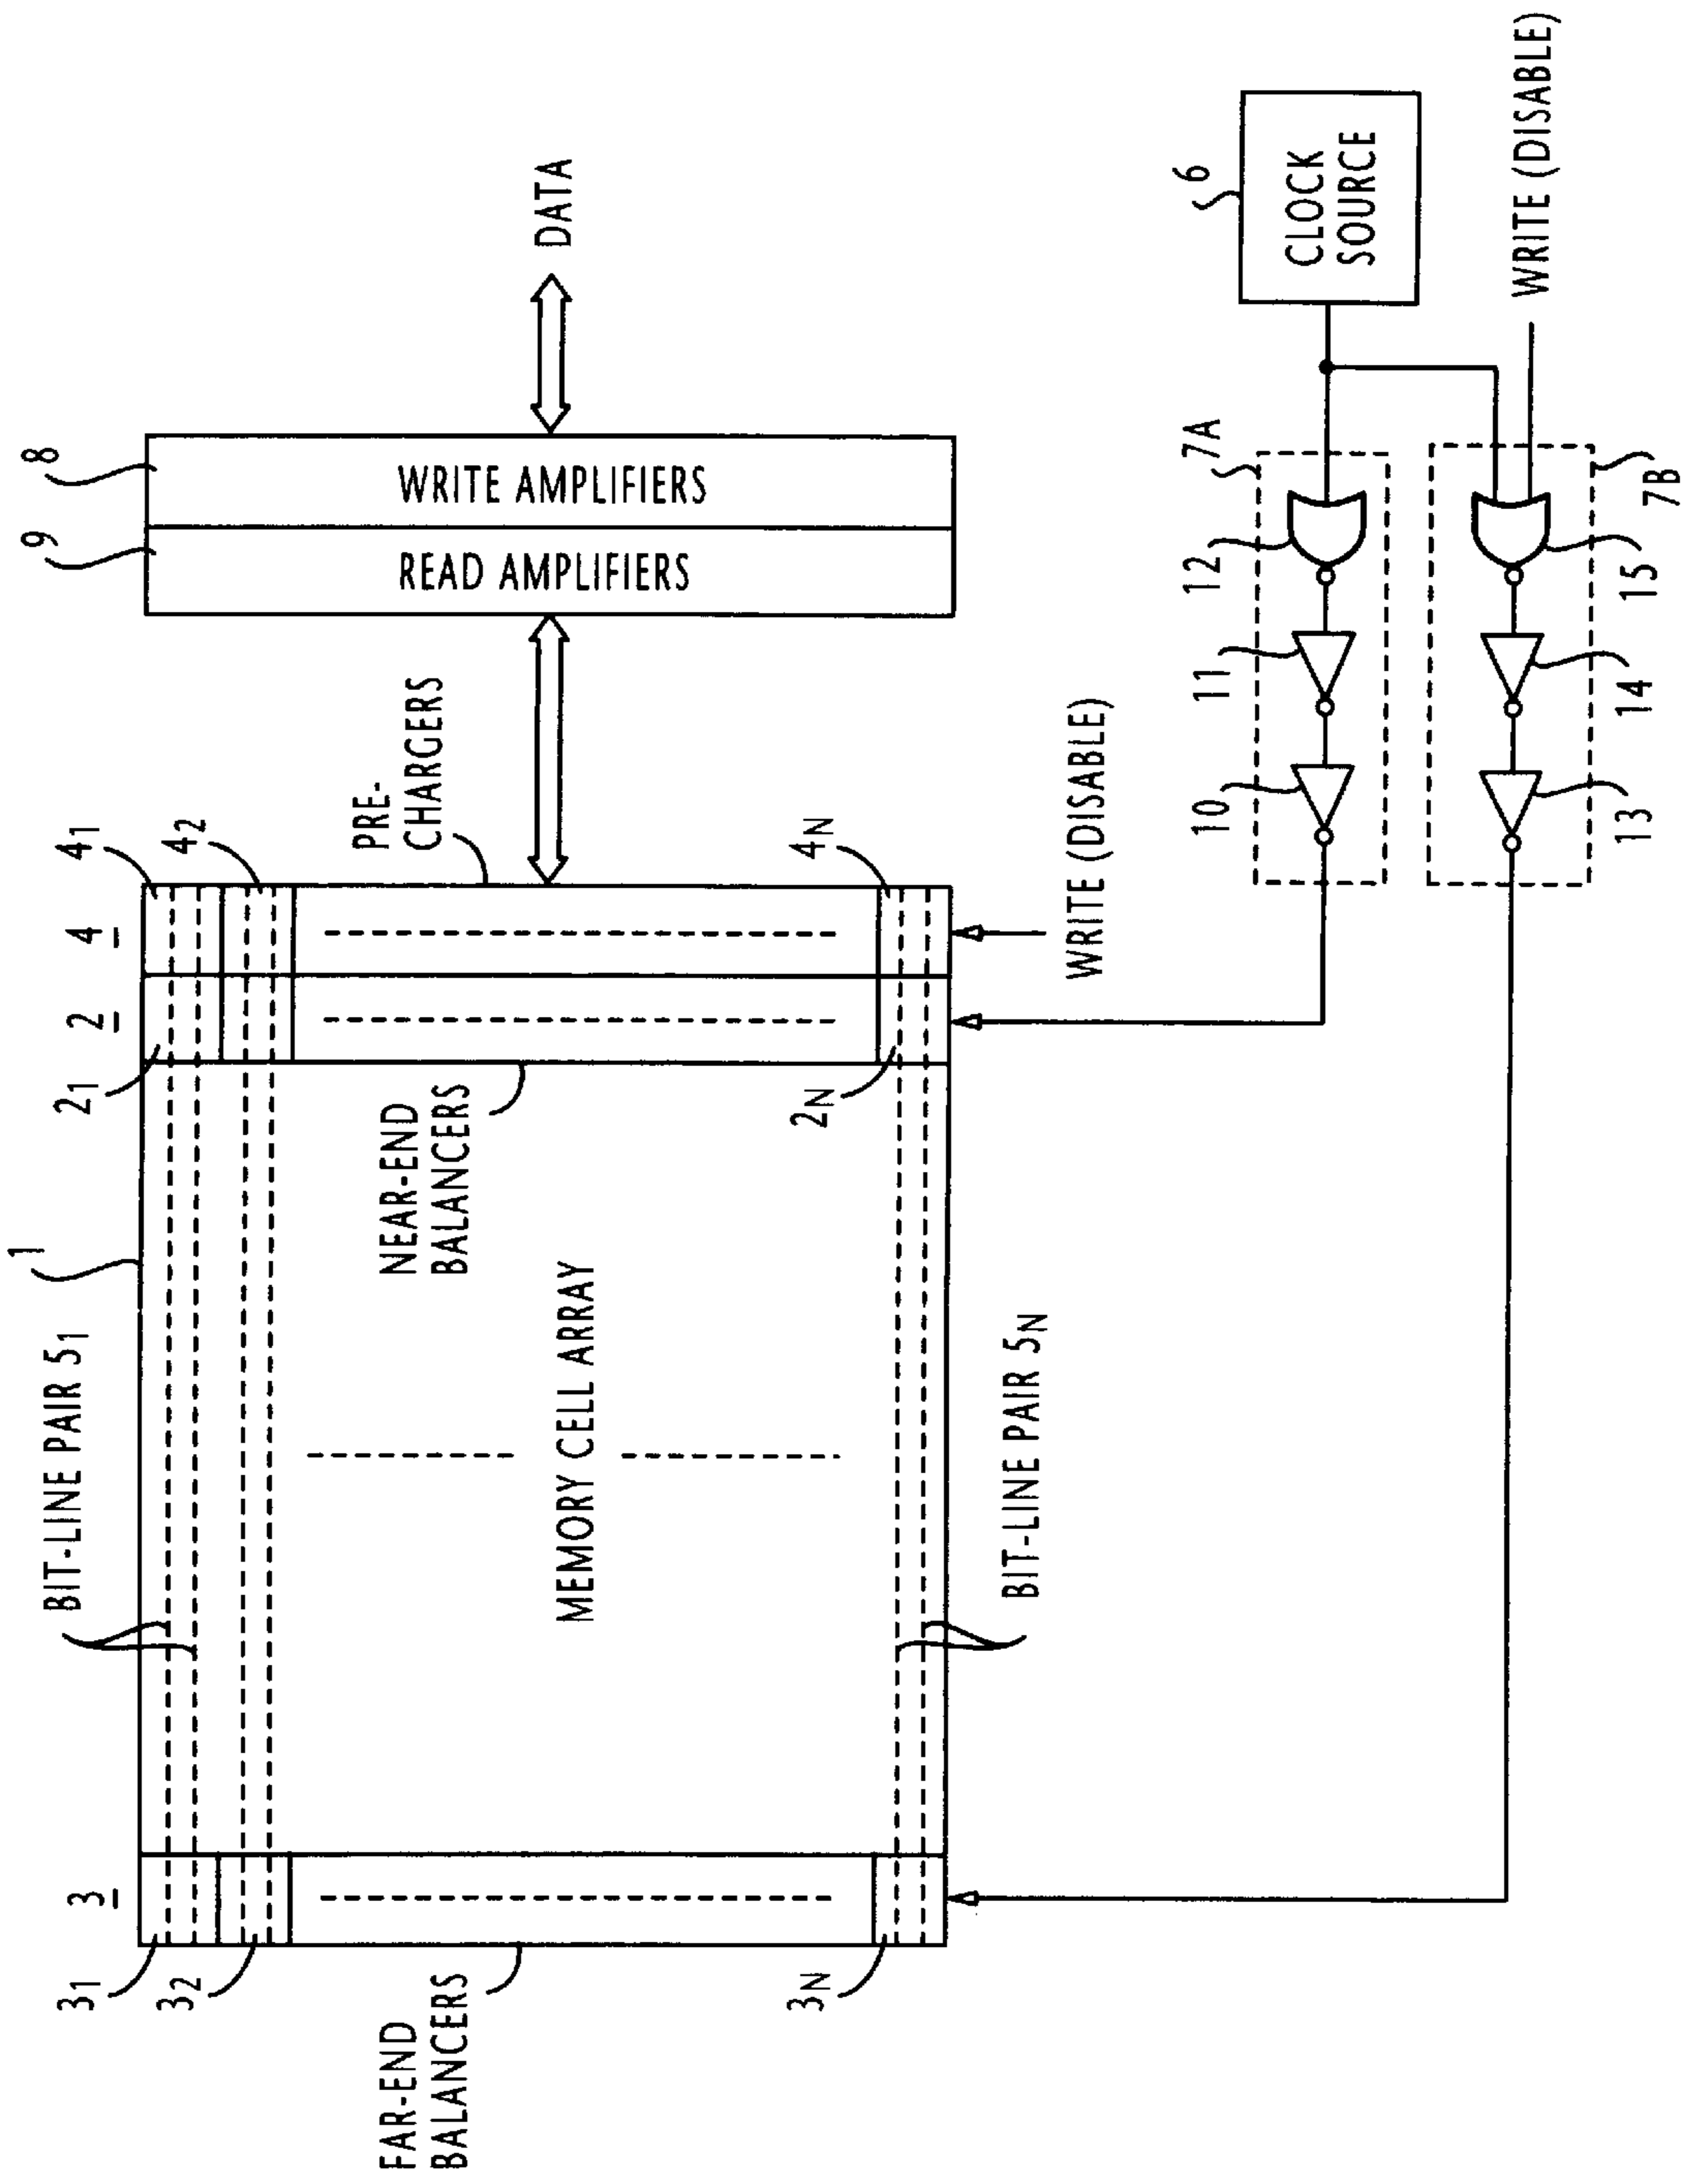 1
BIT-LINE PAIR 5₁
3
3₁
3₂
2
2₁
4
4₁
4₂
9
8
FAR-END
BALANCERS
NEAR-END
BALANCERS
PRE-
CHARGERS
MEMORY CELL ARRAY
READ AMPLIFIERS
WRITE AMPLIFIERS
DATA
3N
2N
4N
BIT-LINE PAIR 5N
WRITE (DISABLE)
10
11
12
7A
6
CLOCK
SOURCE
13
14
15
7B
WRITE (DISABLE)